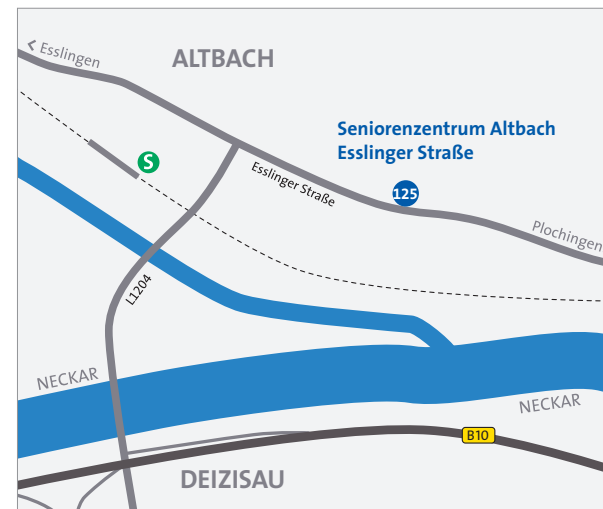 < Esslingen
ALTBACH
Seniorenzentrum Altbach
Esslinger Straße
S
Esslinger Straße
125
Plochingen
L1204
NECKAR
NECKAR
B10
DEIZISAU